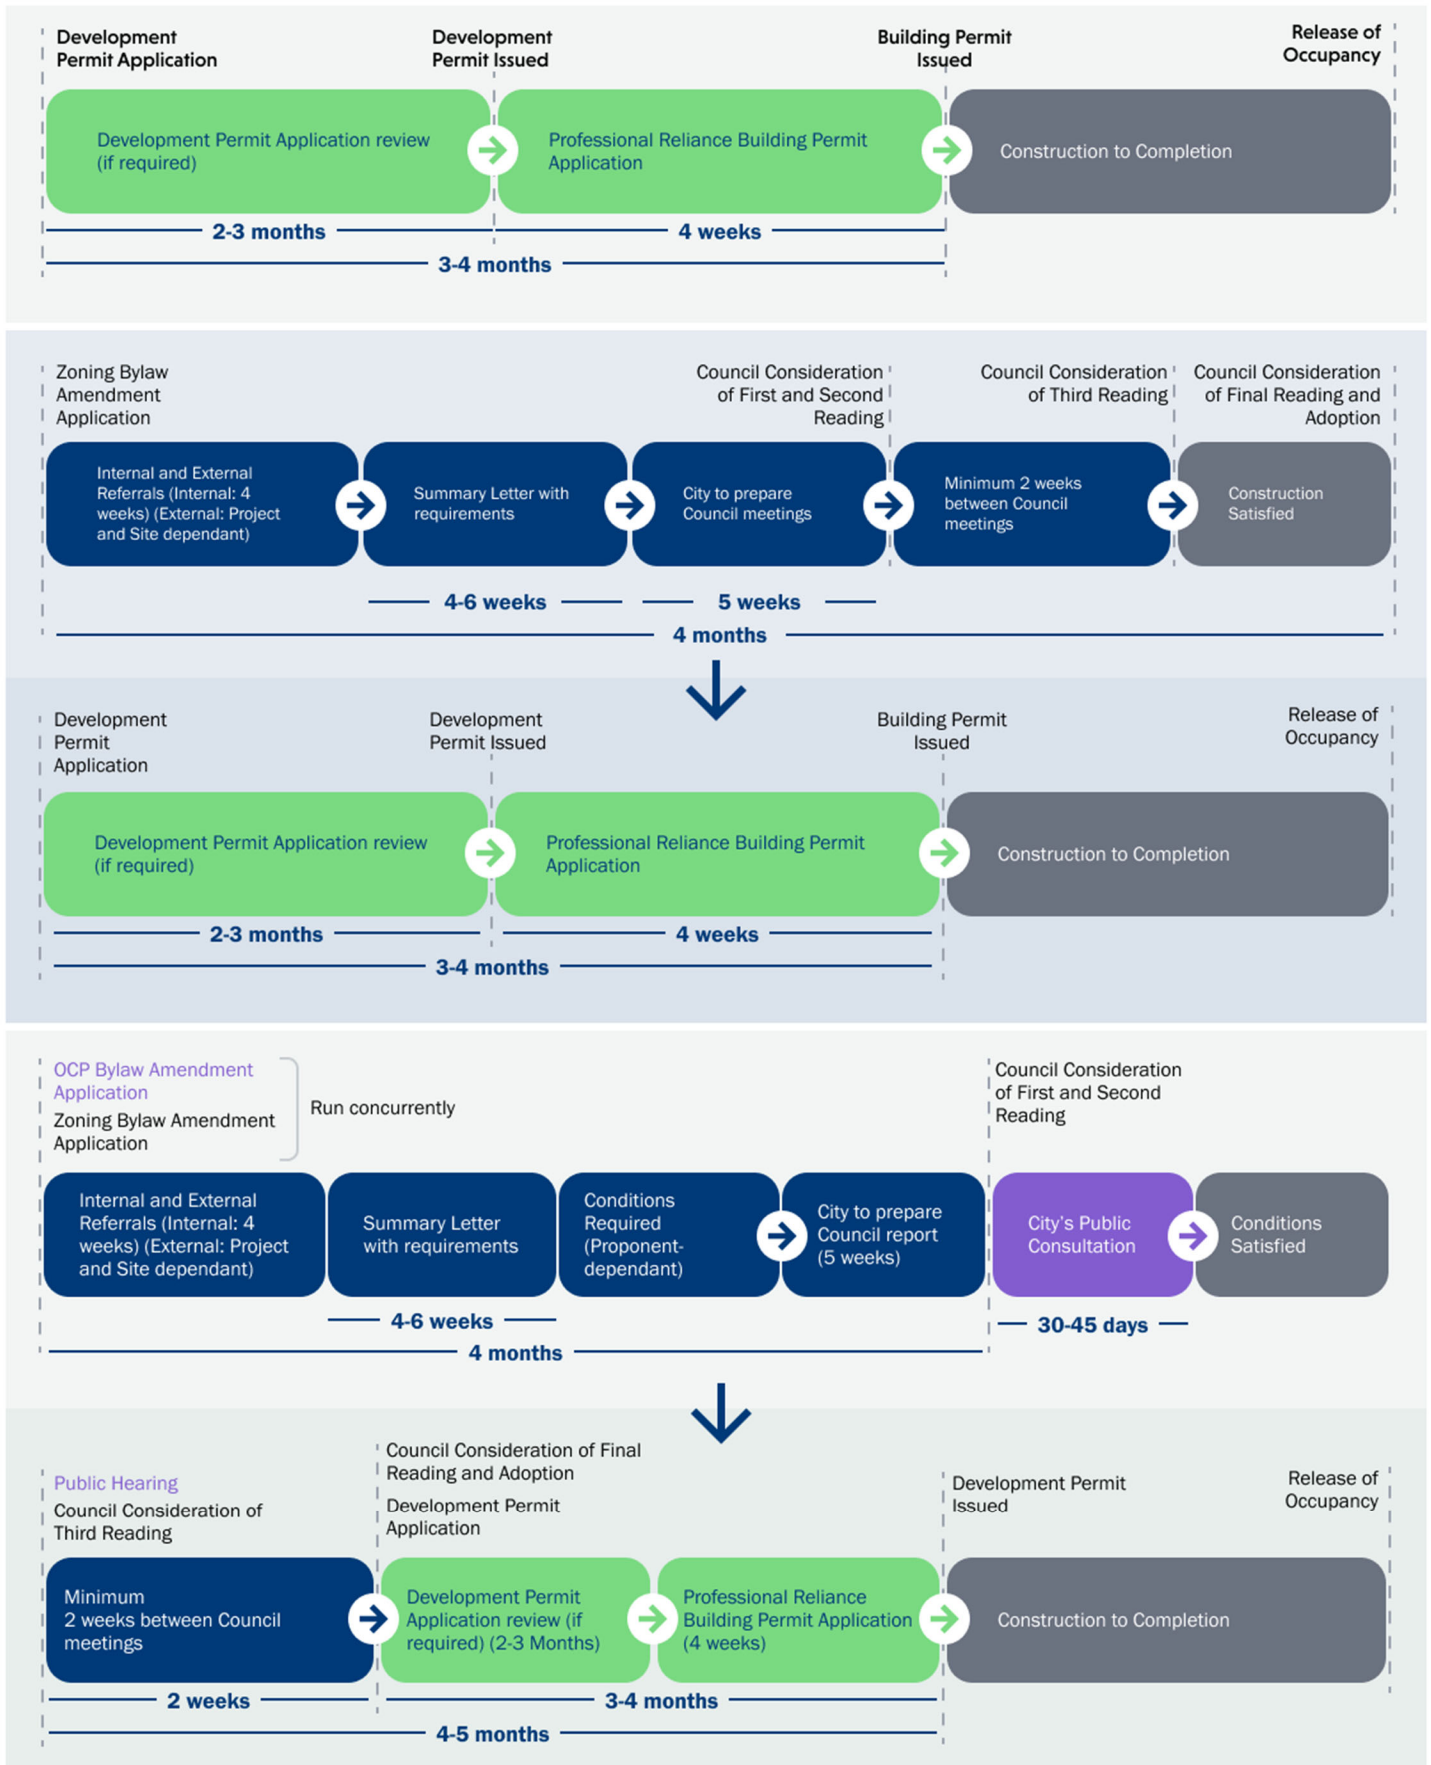 Development
Permit Application
Development
Permit Issued
Building Permit
Issued
Release of
Occupancy
Development Permit Application review
(if required)
Professional Reliance Building Permit
Application
Construction to Completion
2-3 months
4 weeks
3-4 months
Zoning Bylaw
Amendment
Application
Council Consideration
of First and Second
Reading
Council Consideration
of Third Reading
Council Consideration
of Final Reading and
Adoption
Internal and External
Referrals (Internal: 4
weeks) (External: Project
and Site dependant)
Summary Letter with
requirements
City to prepare
Council meetings
Minimum 2 weeks
between Council
meetings
Construction
Satisfied
4-6 weeks
5 weeks
4 months
Development
Permit
Application
Development
Permit Issued
Building Permit
Issued
Release of
Occupancy
Development Permit Application review
(if required)
Professional Reliance Building Permit
Application
Construction to Completion
2-3 months
4 weeks
3-4 months
OCP Bylaw Amendment
Application
Zoning Bylaw Amendment
Application
Run concurrently
Council Consideration
of First and Second
Reading
Internal and External
Referrals (Internal: 4
weeks) (External: Project
and Site dependant)
Summary Letter
with requirements
Conditions
Required
(Proponent-
dependant)
City to prepare
Council report
(5 weeks)
City's Public
Consultation
Conditions
Satisfied
4-6 weeks
30-45 days
4 months
Public Hearing
Council Consideration of
Third Reading
Council Consideration of Final
Reading and Adoption
Development Permit
Application
Development Permit
Issued
Release of
Occupancy
Minimum
2 weeks between Council
meetings
Development Permit
Application review (if
required) (2-3 Months)
Professional Reliance
Building Permit Application
(4 weeks)
Construction to Completion
2 weeks
3-4 months
4-5 months